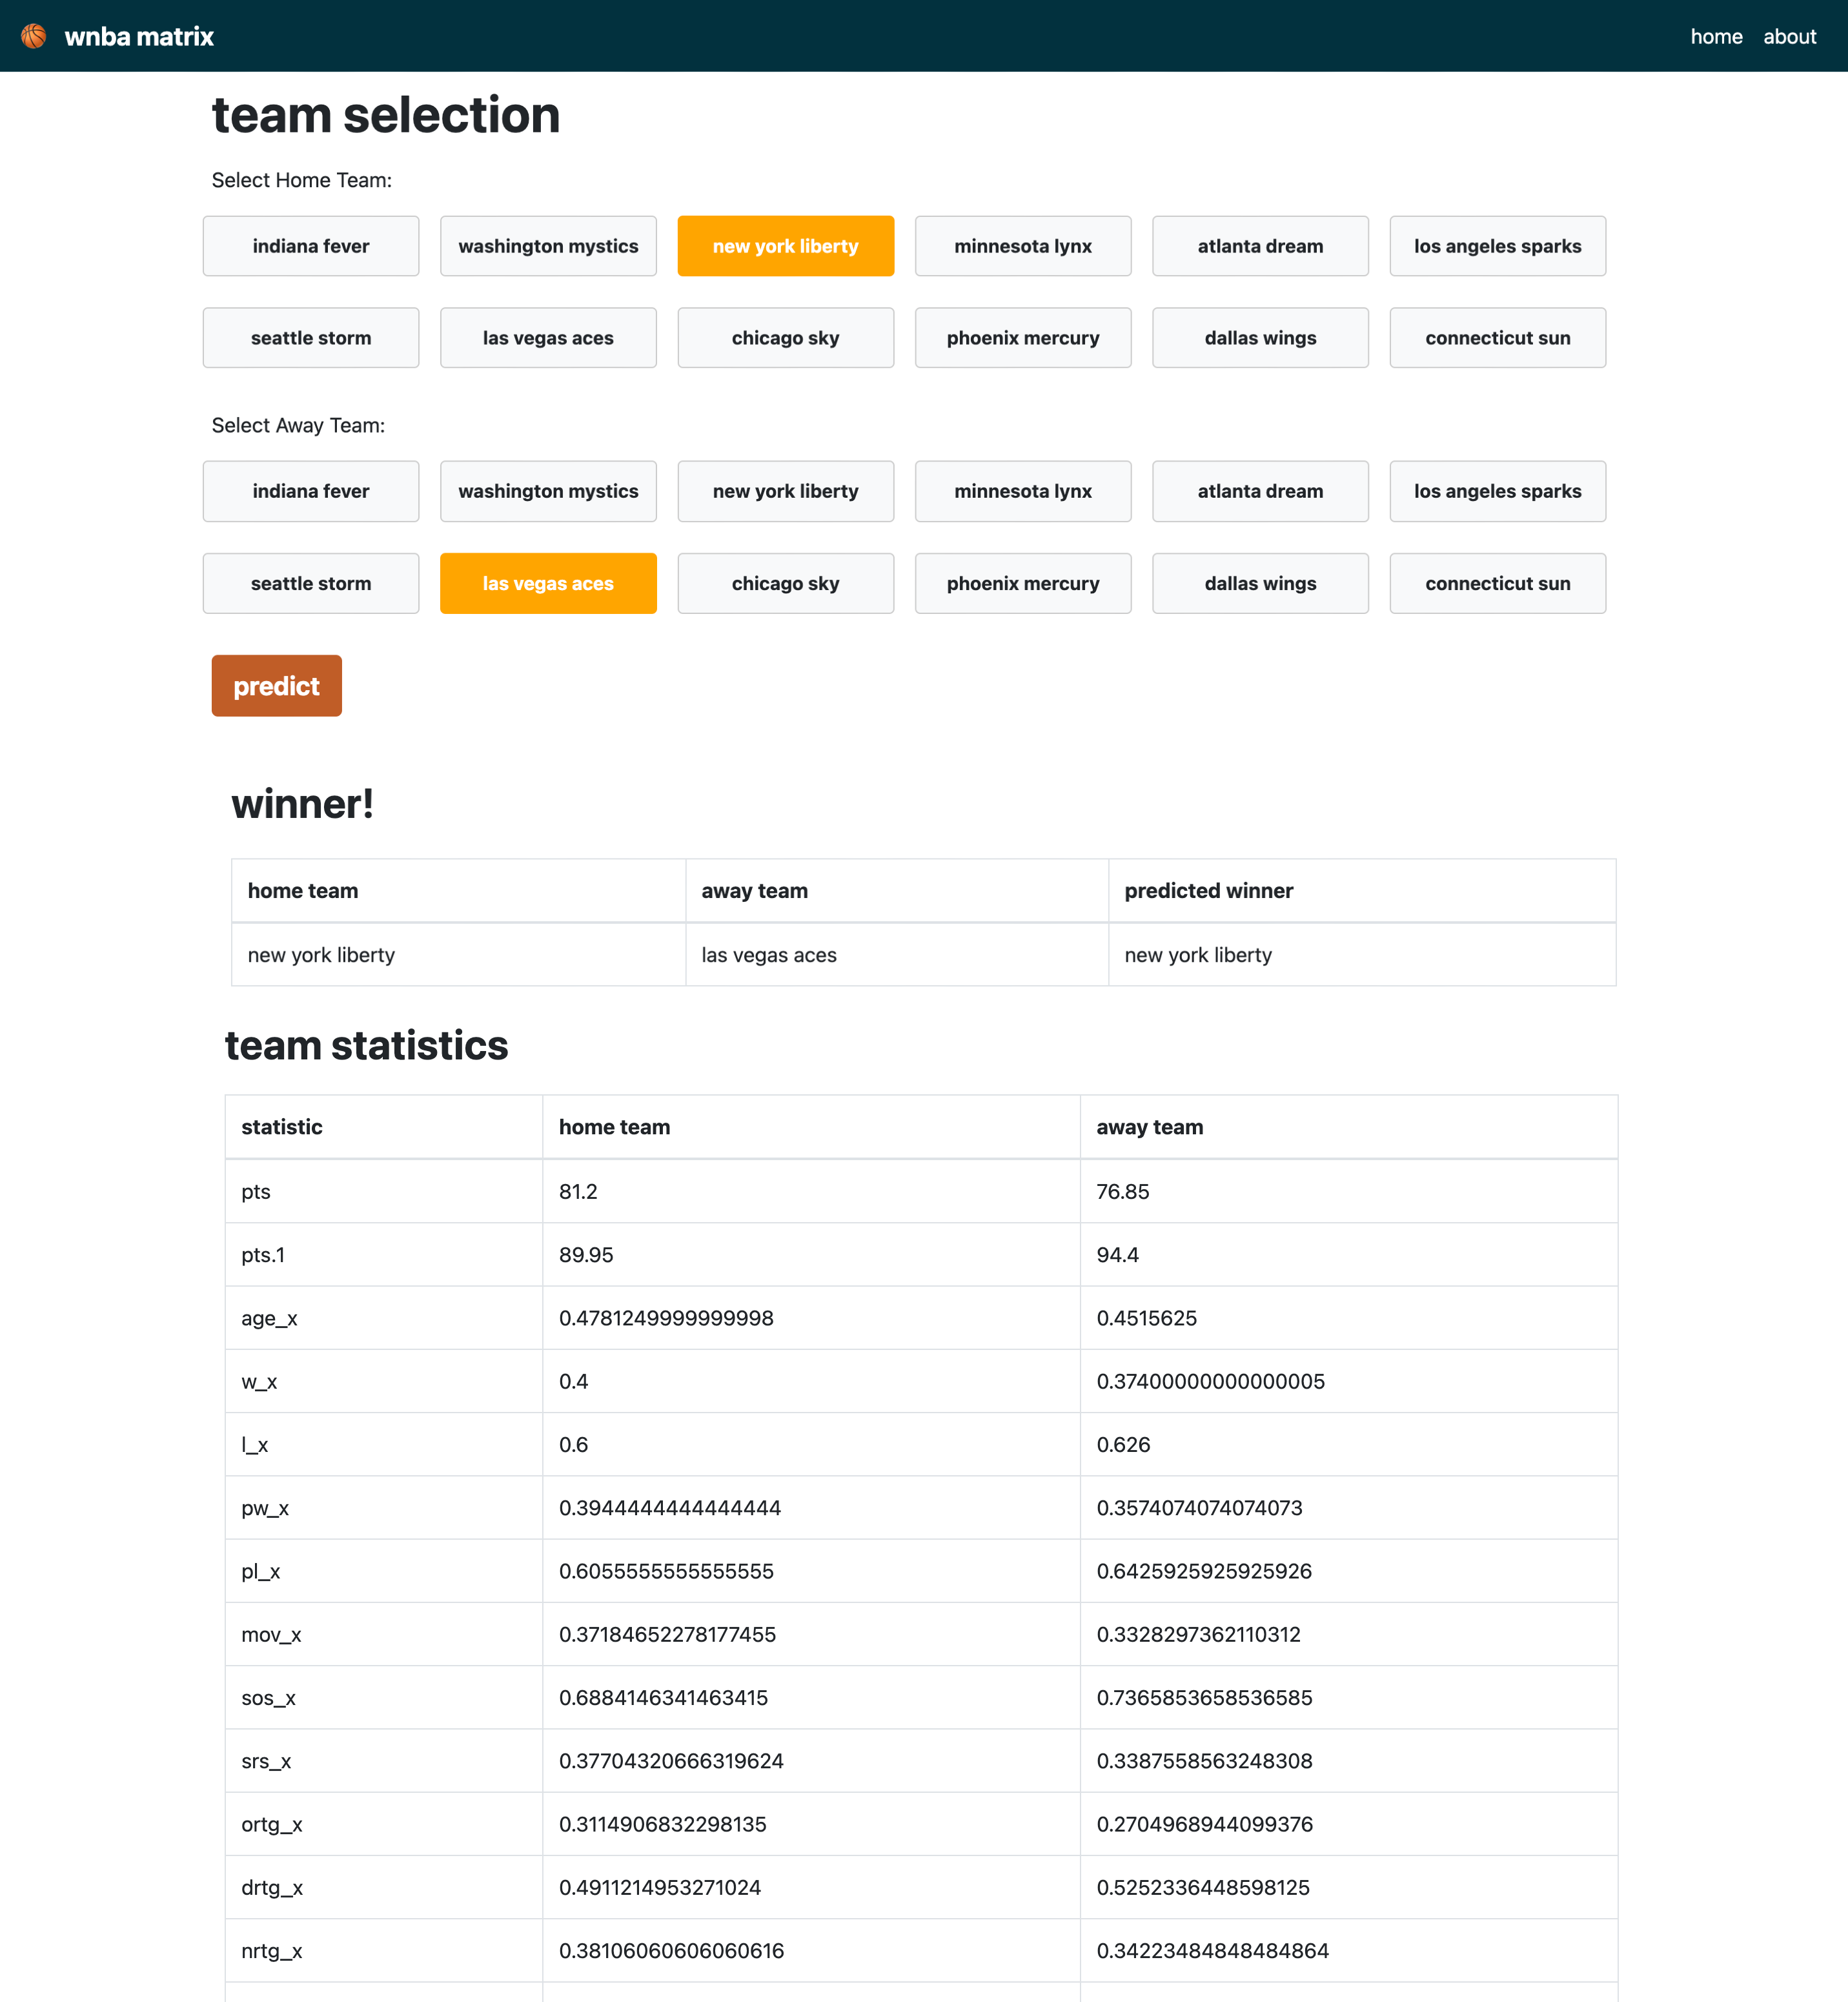 wnba matrix home about
team selection
Select Home Team:
indiana fever washington mystics new york liberty minnesota lynx atlanta dream los angeles sparks
seattle storm las vegas aces chicago sky phoenix mercury dallas wings connecticut sun
Select Away Team:
indiana fever washington mystics new york liberty minnesota lynx atlanta dream los angeles sparks
seattle storm las vegas aces chicago sky phoenix mercury dallas wings connecticut sun
predict
winner!
home team away team predicted winner
new york liberty las vegas aces new york liberty
team statistics
statistic home team away team
pts 81.2 76.85
pts.1 89.95 94.4
age_x 0.4781249999999998 0.4515625
w_x 0.4 0.37400000000000005
l_x 0.6 0.626
pw_x 0.3944444444444444 0.3574074074074073
pl_x 0.6055555555555555 0.6425925925925926
mov_x 0.37184652278177455 0.3328297362110312
sos_x 0.6884146341463415 0.7365853658536585
srs_x 0.37704320666319624 0.3387558563248308
ortg_x 0.3114906832298135 0.2704968944099376
drtg_x 0.4911214953271024 0.5252336448598125
nrtg_x 0.38106060606060616 0.34223484848484864